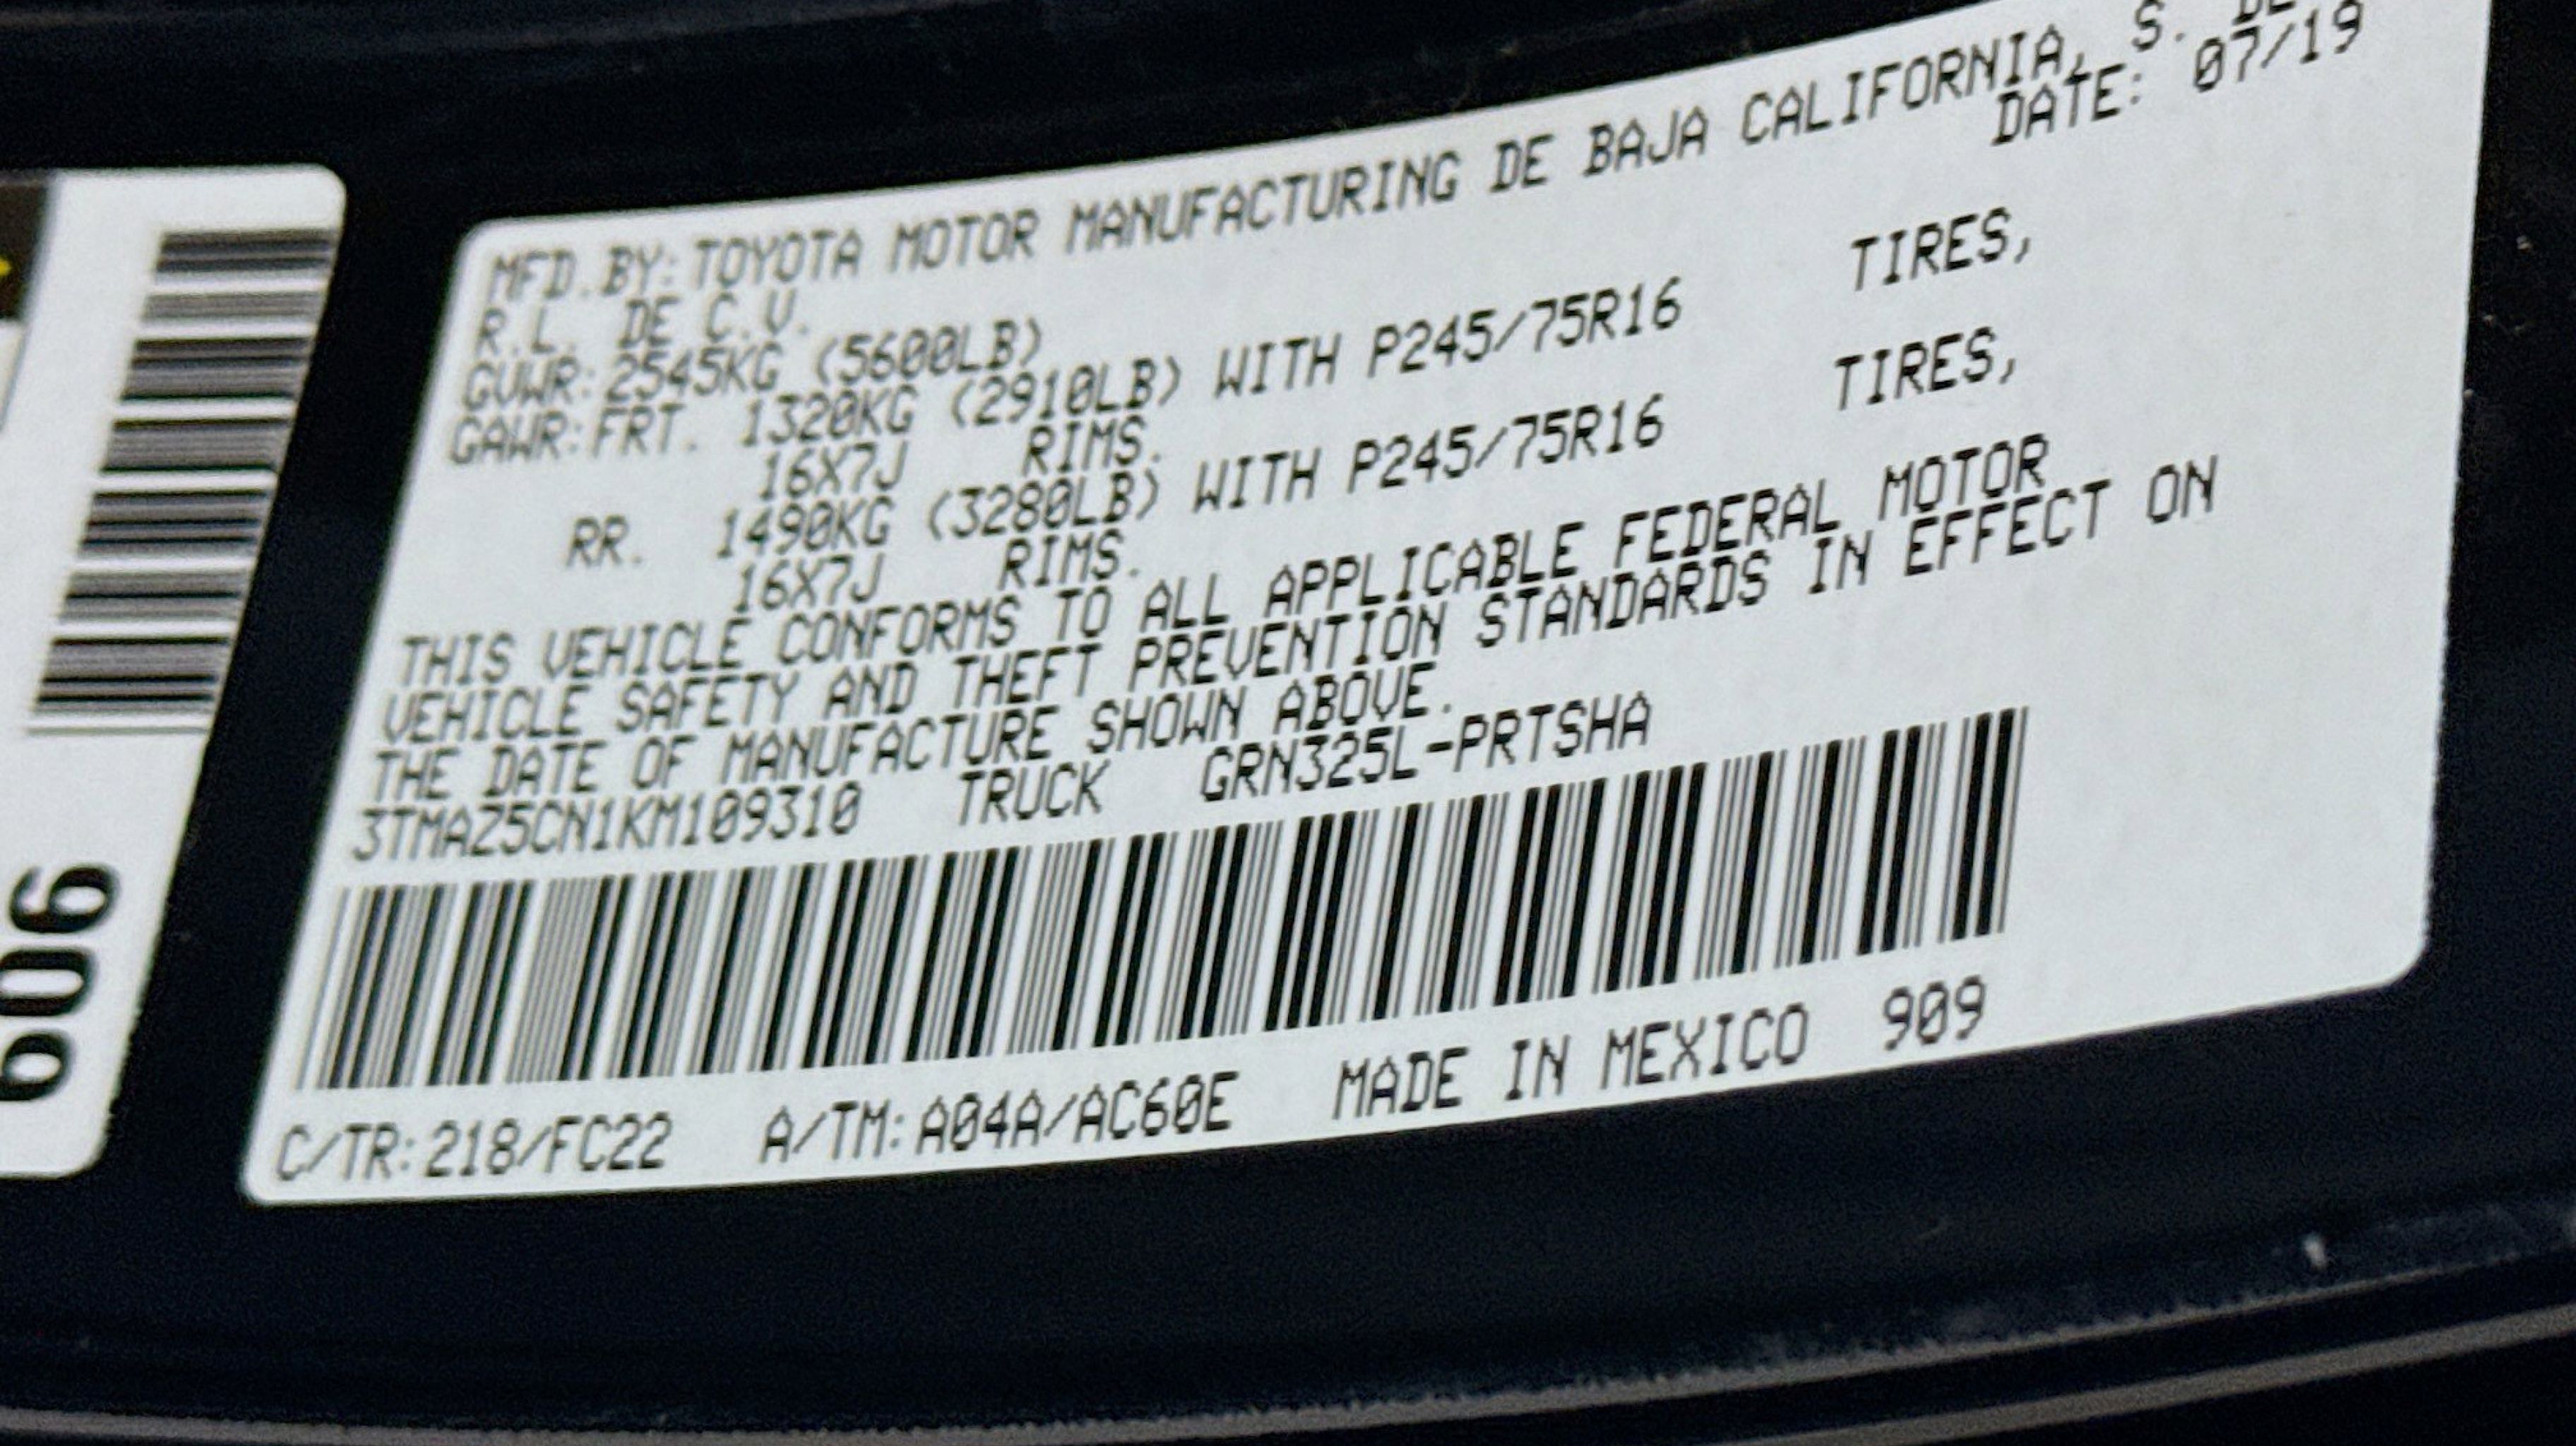 MFD.BY:TOYOTA MOTOR MANUFACTURING DE BAJA CALIFORNIA, S. DE
R.L. DE C.V. DATE: 07/19
GVWR:2545KG (5600LB)
GAWR:FRT. 1320KG (2910LB) WITH P245/75R16 TIRES,
16X7J RIMS.
RR. 1490KG (3280LB) WITH P245/75R16 TIRES,
16X7J RIMS.
THIS VEHICLE CONFORMS TO ALL APPLICABLE FEDERAL MOTOR
VEHICLE SAFETY AND THEFT PREVENTION STANDARDS IN EFFECT ON
THE DATE OF MANUFACTURE SHOWN ABOVE.
3TMAZ5CN1KM109310 TRUCK GRN325L-PRTSHA
C/TR:218/FC22 A/TM:A04A/AC60E MADE IN MEXICO 909